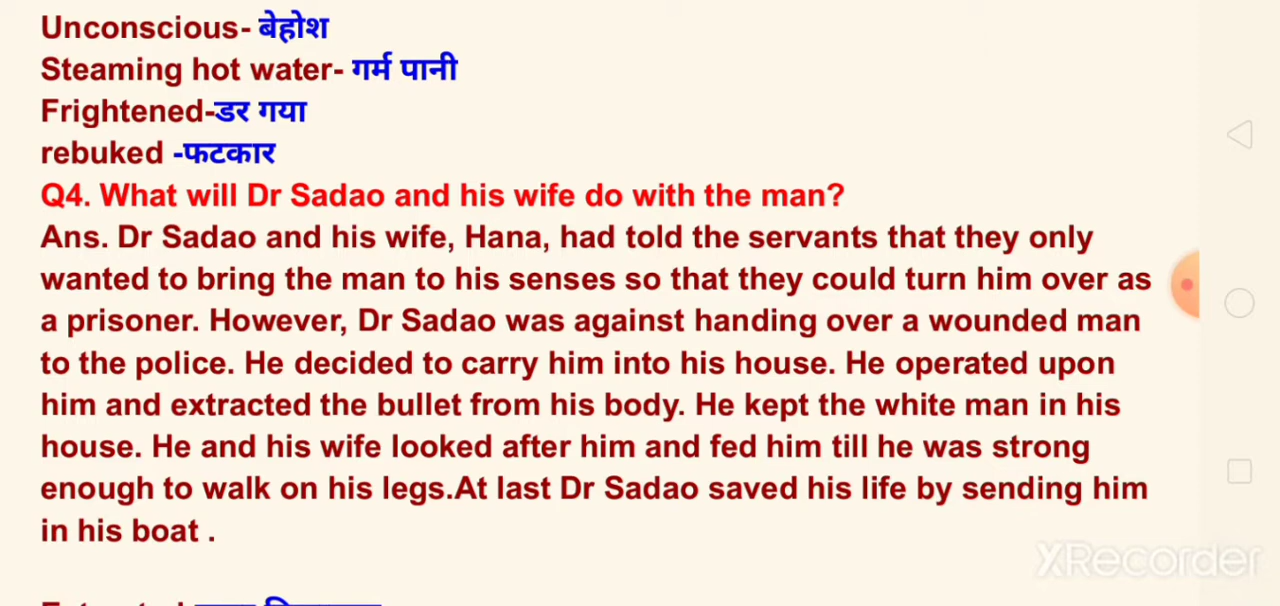 Unconscious- बेहोश
Steaming hot water- गर्म पानी
Frightened-डर गया
rebuked -फटकार
Q4. What will Dr Sadao and his wife do with the man?
Ans. Dr Sadao and his wife, Hana, had told the servants that they only
wanted to bring the man to his senses so that they could turn him over as
a prisoner. However, Dr Sadao was against handing over a wounded man
to the police. He decided to carry him into his house. He operated upon
him and extracted the bullet from his body. He kept the white man in his
house. He and his wife looked after him and fed him till he was strong
enough to walk on his legs.At last Dr Sadao saved his life by sending him
in his boat .
XRecorder